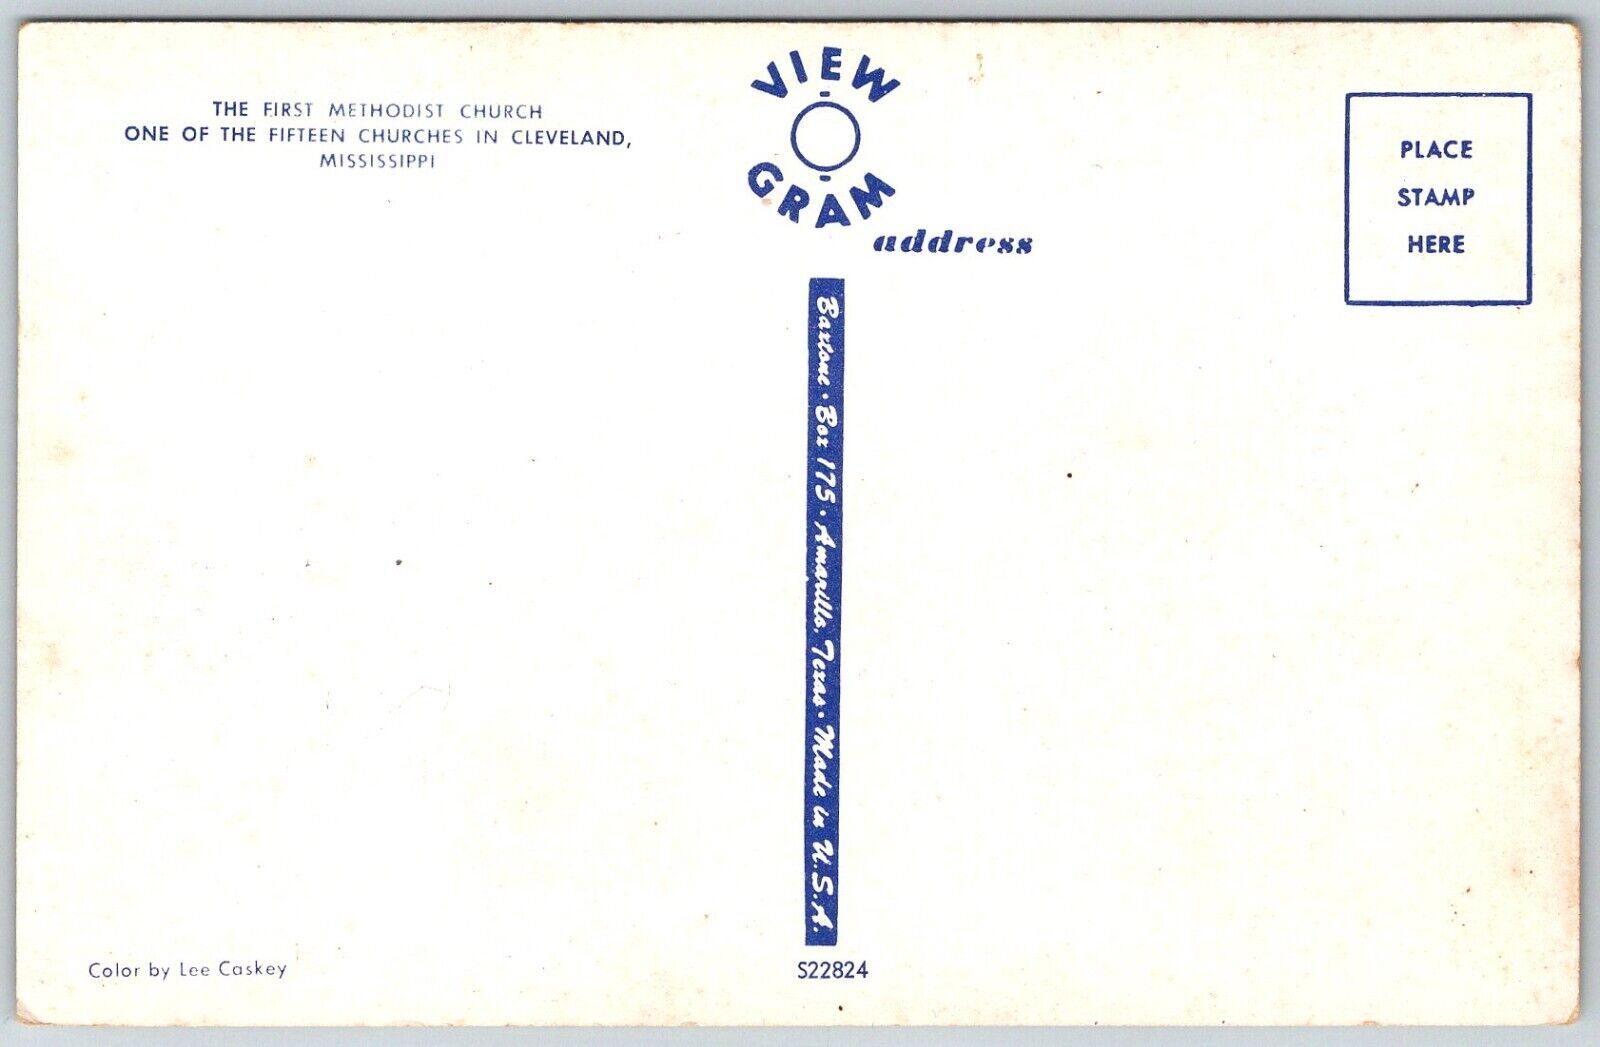 THE FIRST METHODIST CHURCH
ONE OF THE FIFTEEN CHURCHES IN CLEVELAND,
MISSISSIPPI
VIEW
GRAM
address
PLACE
STAMP
HERE
Bartone · Box 175 · Amarillo, Texas · Made in U.S.A.
Color by Lee Caskey
S22824